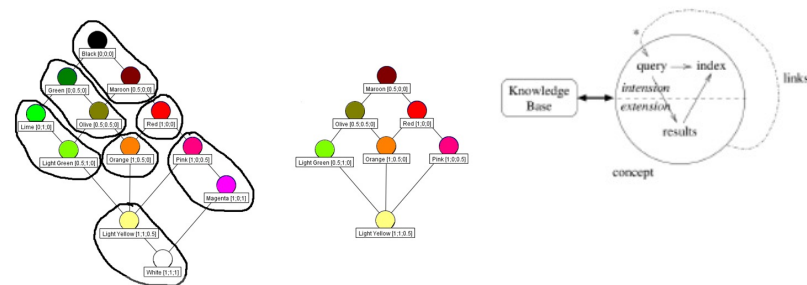 Black [0;0;0]
Green [0;0.5;0]
Maroon [0.5;0;0]
Lime [0;1;0]
Olive [0.5;0.5;0]
Red [1;0;0]
Light Green [0.5;1;0]
Orange [1;0.5;0]
Pink [1;0;0.5]
Magenta [1;0;1]
Light Yellow [1;1;0.5]
White [1;1;1]
Maroon [0.5;0;0]
Olive [0.5;0.5;0]
Red [1;0;0]
Light Green [0.5;1;0]
Orange [1;0.5;0]
Pink [1;0;0.5]
Light Yellow [1;1;0.5]
*
query
index
links
Knowledge
Base
intension
extension
results
concept